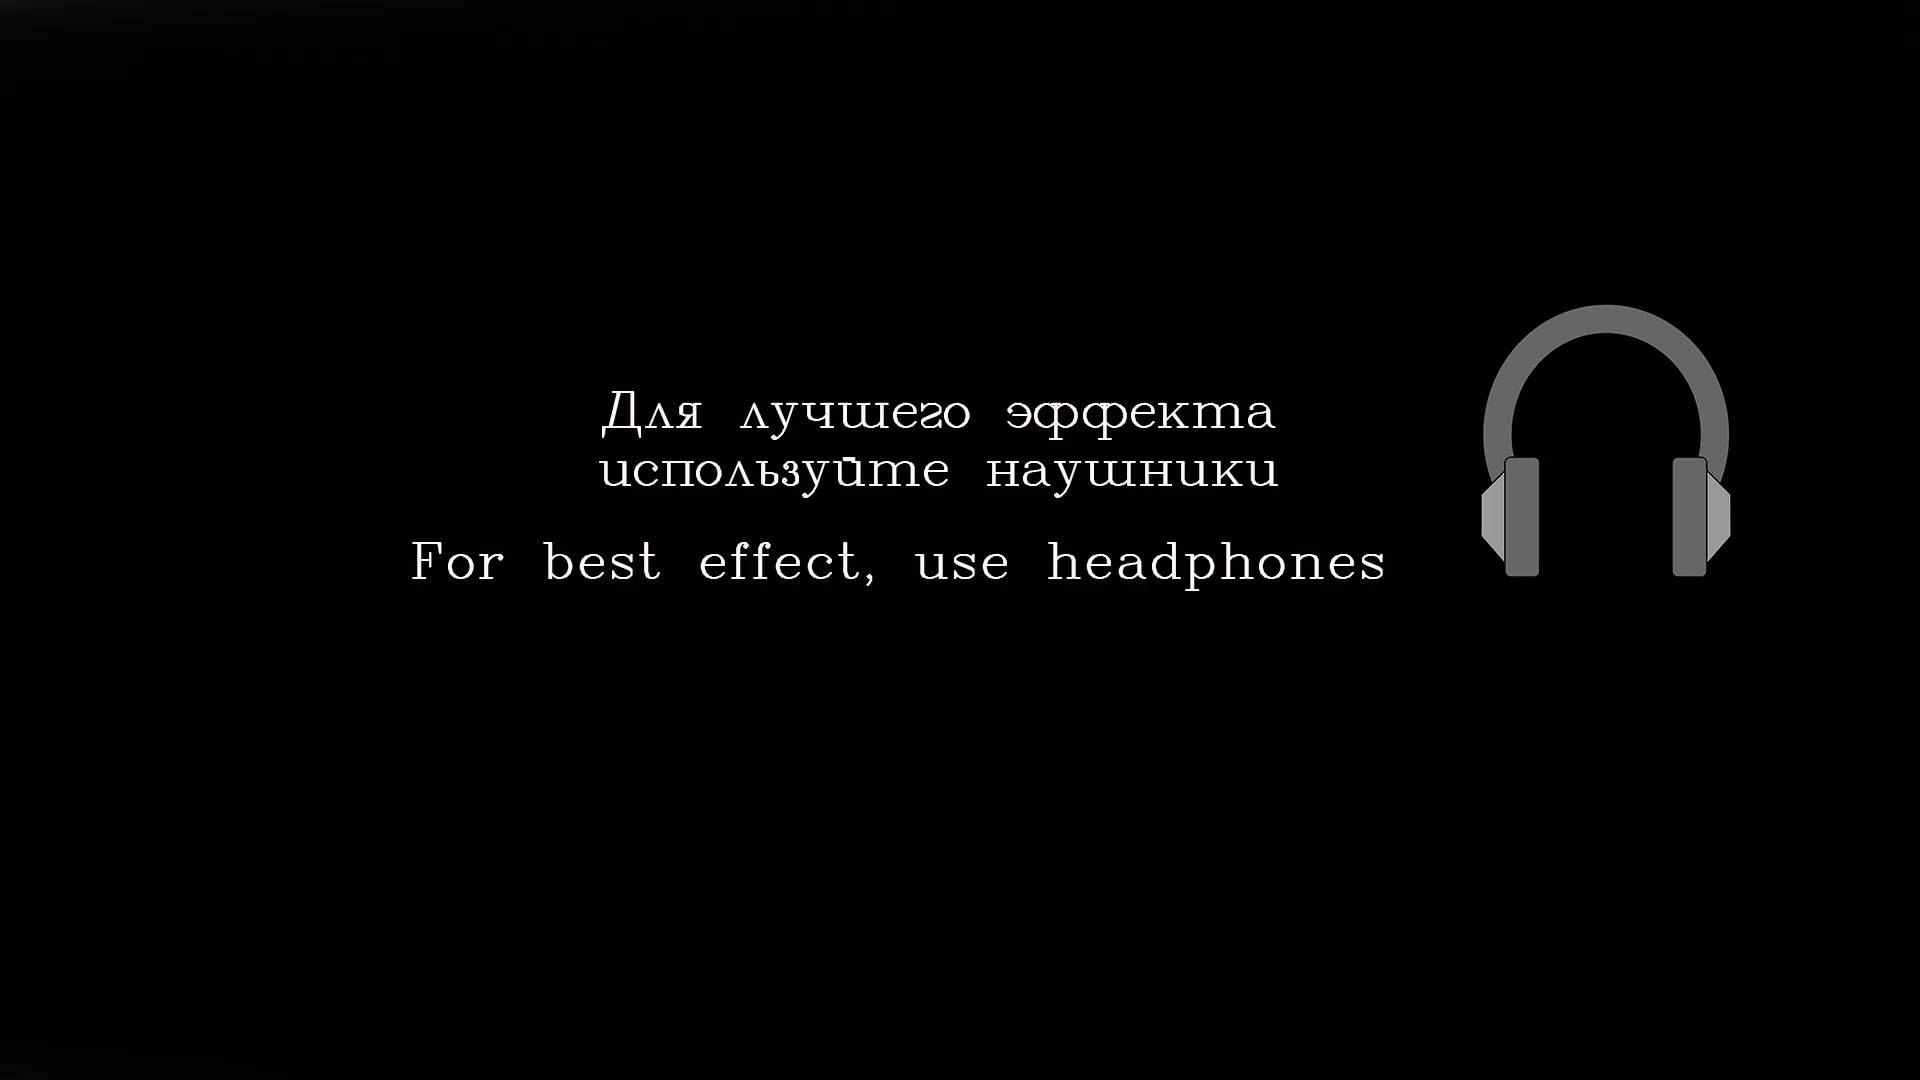 Для лучшего эффекта
используйте наушники
For best effect, use headphones